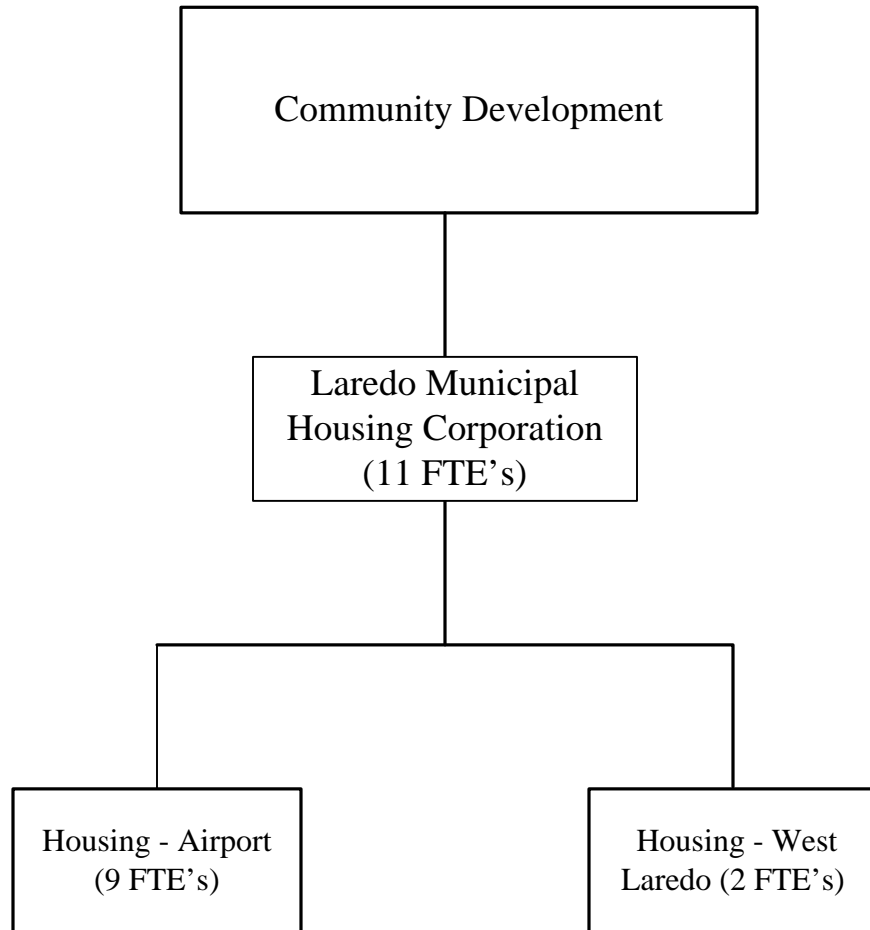 Community Development
Laredo Municipal
Housing Corporation
(11 FTE’s)
Housing - Airport
(9 FTE’s)
Housing - West
Laredo (2 FTE’s)